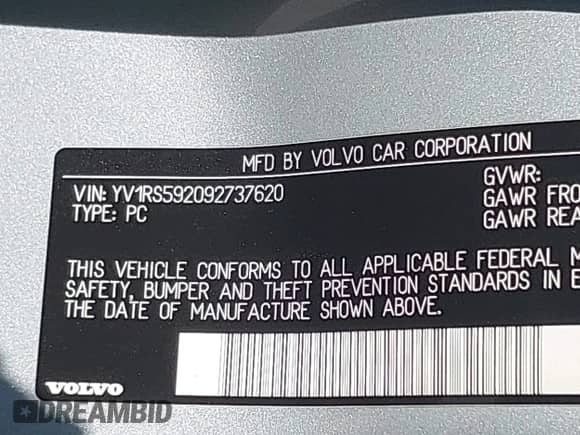 MFD BY VOLVO CAR CORPORATION
VIN: YV1RS592092737620
TYPE: PC
GVWR:
GAWR FRO
GAWR REA
THIS VEHICLE CONFORMS TO ALL APPLICABLE FEDERAL M
SAFETY, BUMPER AND THEFT PREVENTION STANDARDS IN E
THE DATE OF MANUFACTURE SHOWN ABOVE.
VOLVO
DREAMBID